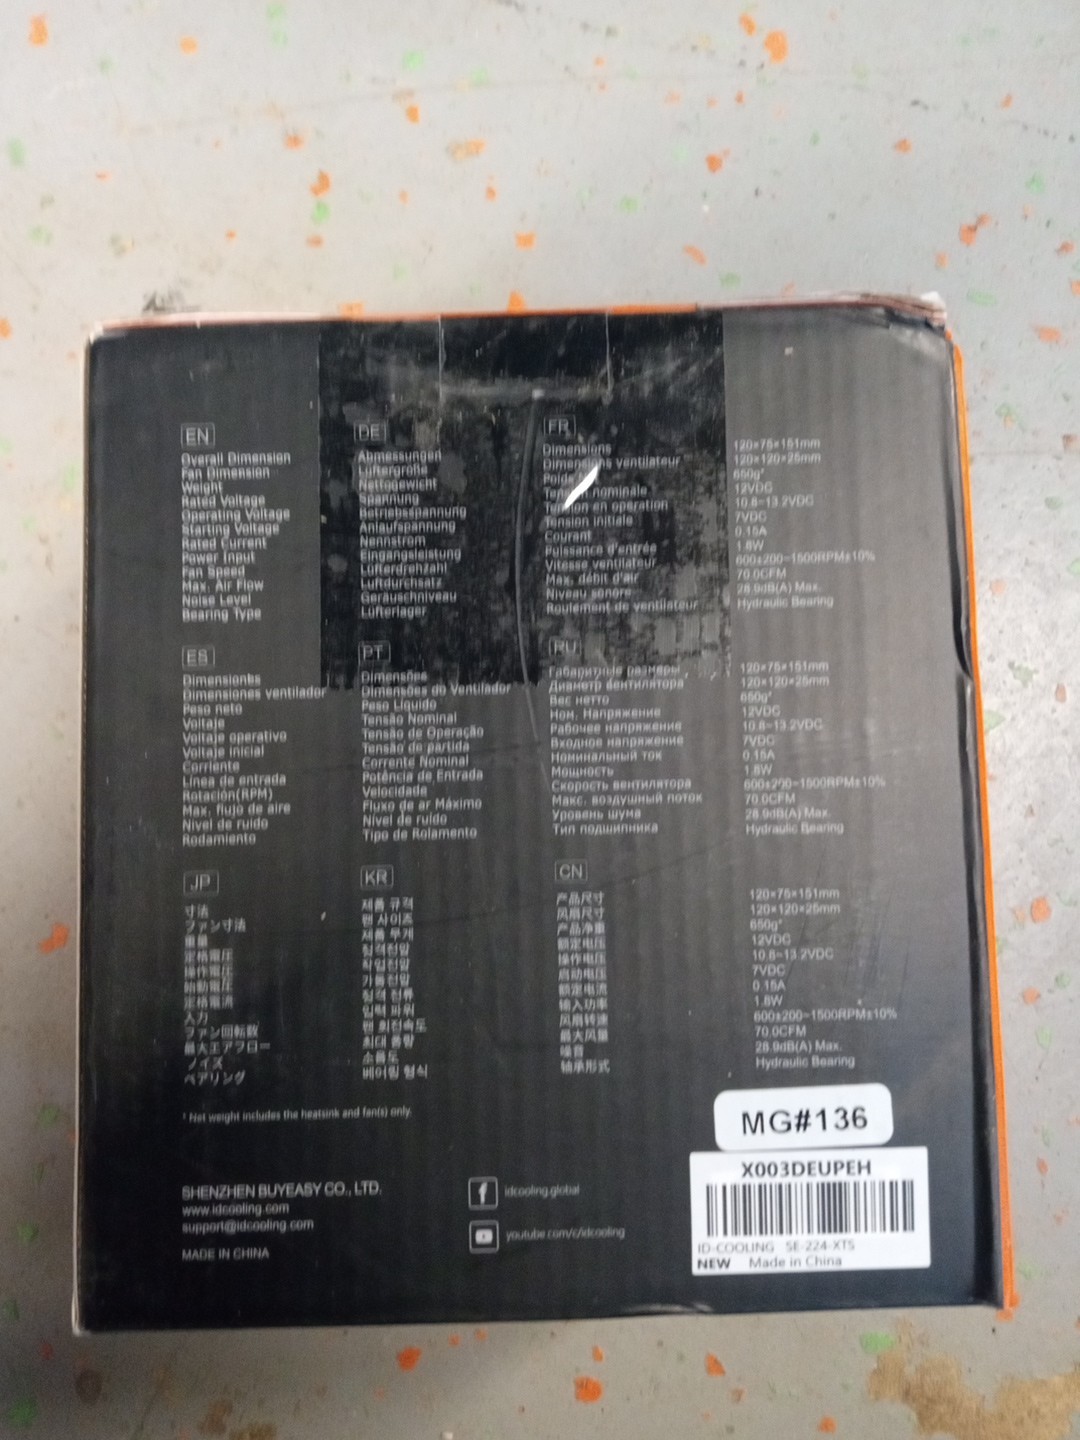 EN
Overall Dimension
Fan Dimension
Weight
Rated Voltage
Operating Voltage
Starting Voltage
Rated Current
Power Input
Fan Speed
Max. Air Flow
Noise Level
Bearing Type
DE
Abmessungen
Lüftergröße
Nettogewicht
Spannung
Betriebsspannung
Anlaufspannung
Nennstrom
Eingangsleistung
Lüfterdrehzahl
Luftdurchsatz
Geräuschniveau
Lüfterlager
FR
Dimensions
Dimensions ventilateur
Tension nominale
Tension en operation
Tension initiale
Courant
Puissance d'entrée
Vitesse ventilateur
Max. débit d'air
Niveau sonore
Roulement de ventilateur
120×75×151mm
120×120×25mm
650g*
12VDC
10.8~13.2VDC
7VDC
0.15A
1.8W
600±200~1500RPM±10%
70.0CFM
28.9dB(A) Max.
Hydraulic Bearing
ES
Dimensionbs
Dimensiones ventilador
Peso neto
Voltaje
Voltaje operativo
Voltaje inicial
Corriente
Linea de entrada
Rotación(RPM)
Max. flujo de aire
Nivel de ruido
Rodamiento
PT
Dimensões
Dimensões do Ventilador
Peso Líquido
Tensão Nominal
Tensão de Operação
Tensão de partida
Corrente Nominal
Potência de Entrada
Velocidade
Fluxo de ar Máximo
Nível de ruído
Tipo de Rolamento
RU
Габаритные размеры
Диаметр вентилятора
Вес нетто
Ном. Напряжение
Рабочее напряжение
Входное напряжение
Номинальный ток
Мощность
Скорость вентилятора
Макс. воздушный поток
Уровень шума
Тип подшипника
120×75×151mm
120×120×25mm
650g*
12VDC
10.8~13.2VDC
7VDC
0.15A
1.8W
600±200~1500RPM±10%
70.0CFM
28.9dB(A) Max.
Hydraulic Bearing
JP
寸法
ファン寸法
重量
定格電圧
操作電圧
始動電圧
定格電流
入力
ファン回転数
最大エアフロー
ノイズ
ベアリング
KR
제품 규격
팬 사이즈
제품 무게
정격전압
작업전압
가동전압
정격 전류
입력 파워
팬 회전속도
최대 풍량
소음도
베어링 형식
CN
产品尺寸
风扇尺寸
产品净重
额定电压
操作电压
启动电压
额定电流
输入功率
风扇转速
最大风量
噪音
轴承形式
120×75×151mm
120×120×25mm
650g*
12VDC
10.8~13.2VDC
7VDC
0.15A
1.8W
600±200~1500RPM±10%
70.0CFM
28.9dB(A) Max.
Hydraulic Bearing
* Net weight includes the heatsink and fan(s) only.
SHENZHEN BUYEASY CO., LTD.
www.idcooling.com
support@idcooling.com
MADE IN CHINA
idcooling.global
youtube.com/c/idcooling
MG#136
X003DEUPEH
ID-COOLING SE-224-XTS
NEW Made in China